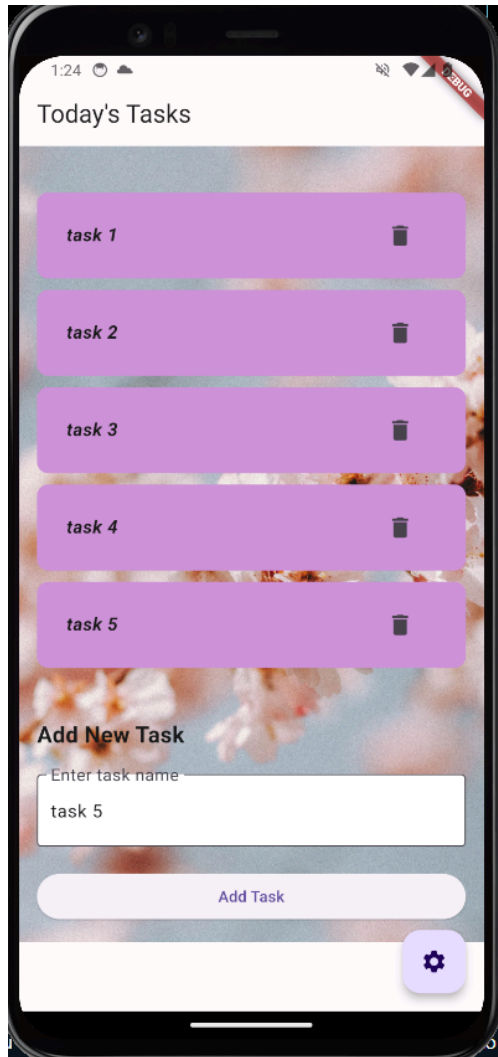 1:24
DEBUG
Today's Tasks
task 1
task 2
task 3
task 4
task 5
Add New Task
Enter task name
task 5
Add Task